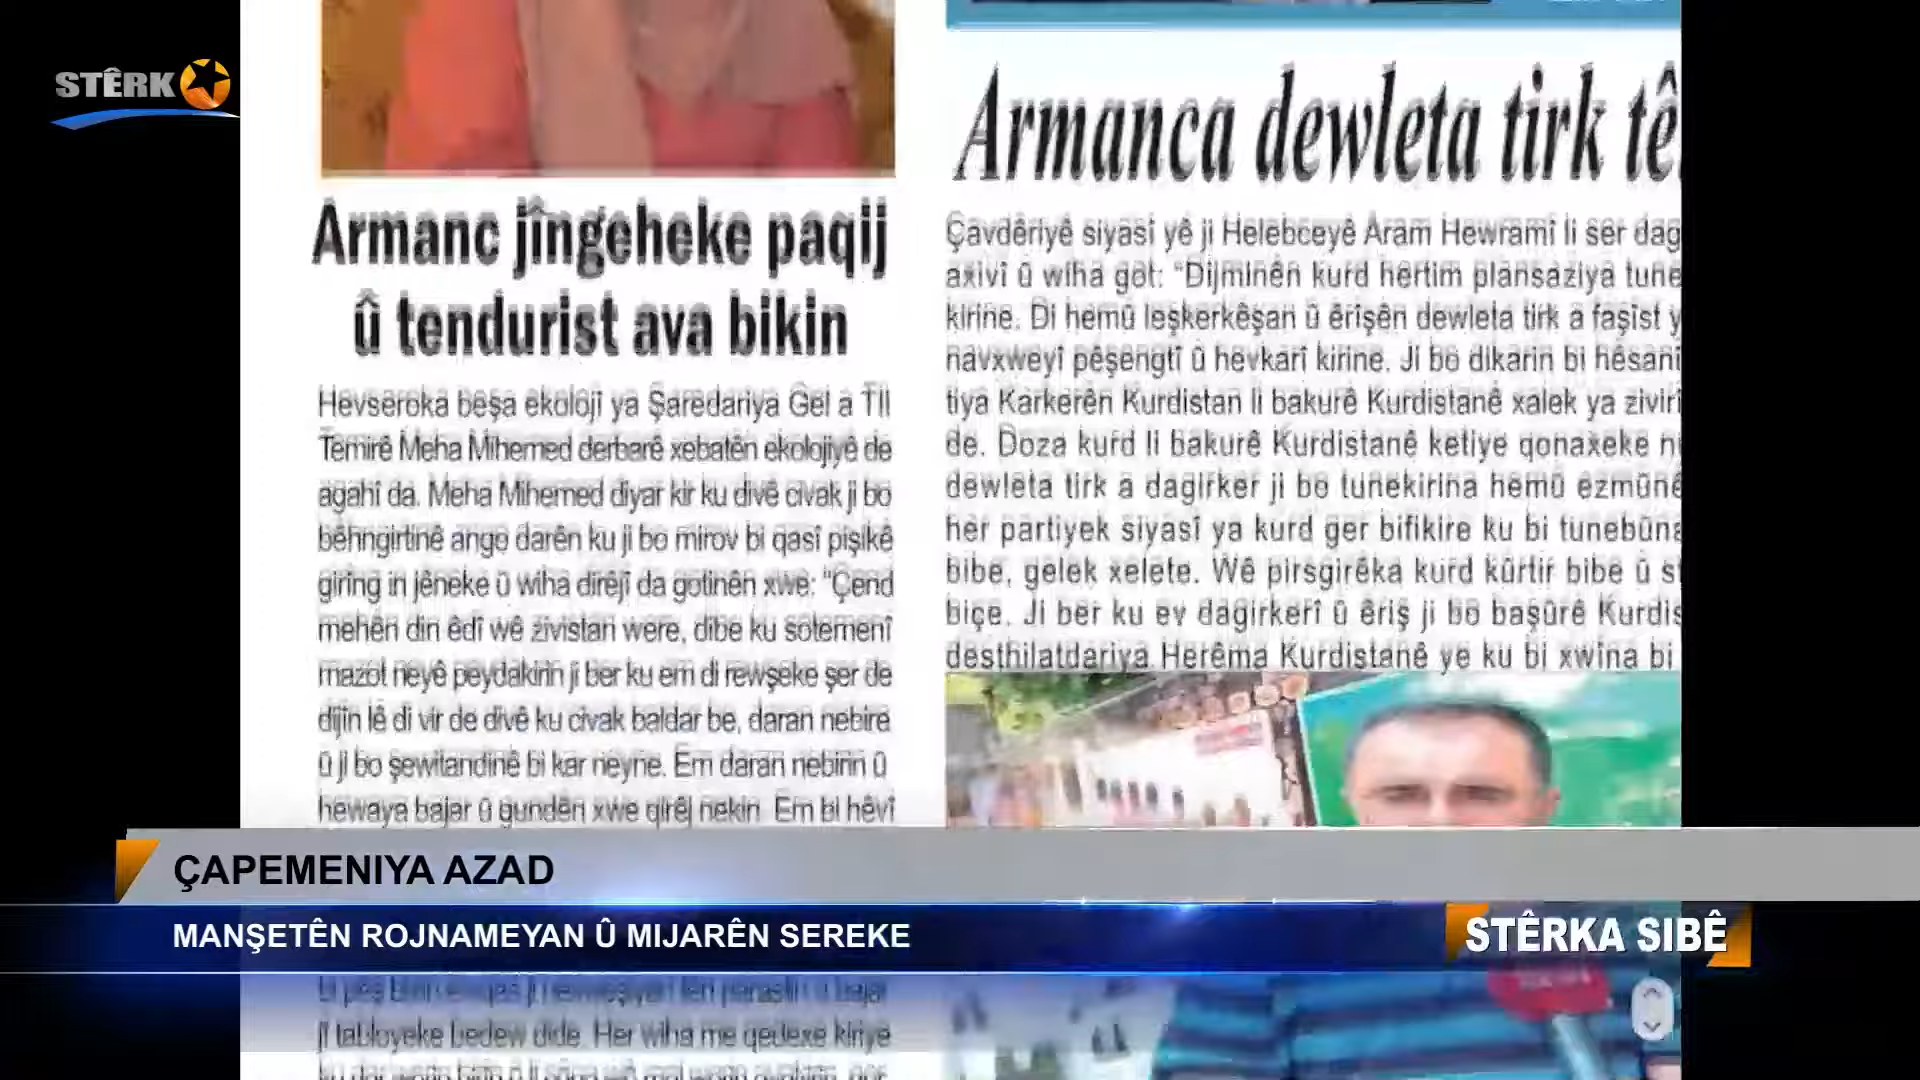 STÊRK
Armanc jîngeheke paqij
û tendurist ava bikin
Hevseroka beşa ekolojî ya Şaredariya Gel a Til
Temirê Meha Mihemed derbarê xebatên ekolojiyê de
agahî da. Meha Mihemed diyar kir ku divê civak ji bo
bêhngirtinê ango darên ku ji bo mirov bi qasî pişikê
giring in jêneke û wiha dirêjî da gotinên xwe: “Çend
mehên din êdî wê zivistan were, dibe ku sotemenî
mazot neyê peydakirin ji ber ku em di rewşeke şer de
dijîn lê di vir de divê ku civak baldar be, daran nebire
û ji bo şewitandinê bi kar neyne. Em daran nebirin û
hewaya bajar û gundên xwe qirêj nekin. Em bi hêvî
ji tabloyeke bedew dide. Her wiha me qedexe kiriye
Armanca dewleta tirk
Çavdêriyê siyasî yê ji Helebceyê Aram Hewramî li ser dag
axivî û wiha got: “Dijminên kurd hertim plansaziya tune
kirine. Di hemû leşkerkêşan û êrişên dewleta tirk a faşîst y
navxweyî pêşengtî û hevkarî kirine. Ji bo dikarin bi hêsanî
tiya Karkerên Kurdistan li bakurê Kurdistanê xalek ya zivirî
de. Doza kurd li bakurê Kurdistanê ketiye qonaxeke nu
dewleta tirk a dagirker ji bo tunekirina hemû ezmûnê
her partiyek siyasî ya kurd ger bifikire ku bi tunebûna
bibe, gelek xelete. Wê pirsgirêka kurd kûrtir bibe û st
biçe. Ji ber ku ev dagirkerî û êriş ji bo başûrê Kurdis
desthilatdariya Herêma Kurdistanê ye ku bi xwîna bi
ÇAPEMENIYA AZAD
MANŞETÊN ROJNAMEYAN Û MIJARÊN SEREKE
STÊRKA SIBÊ